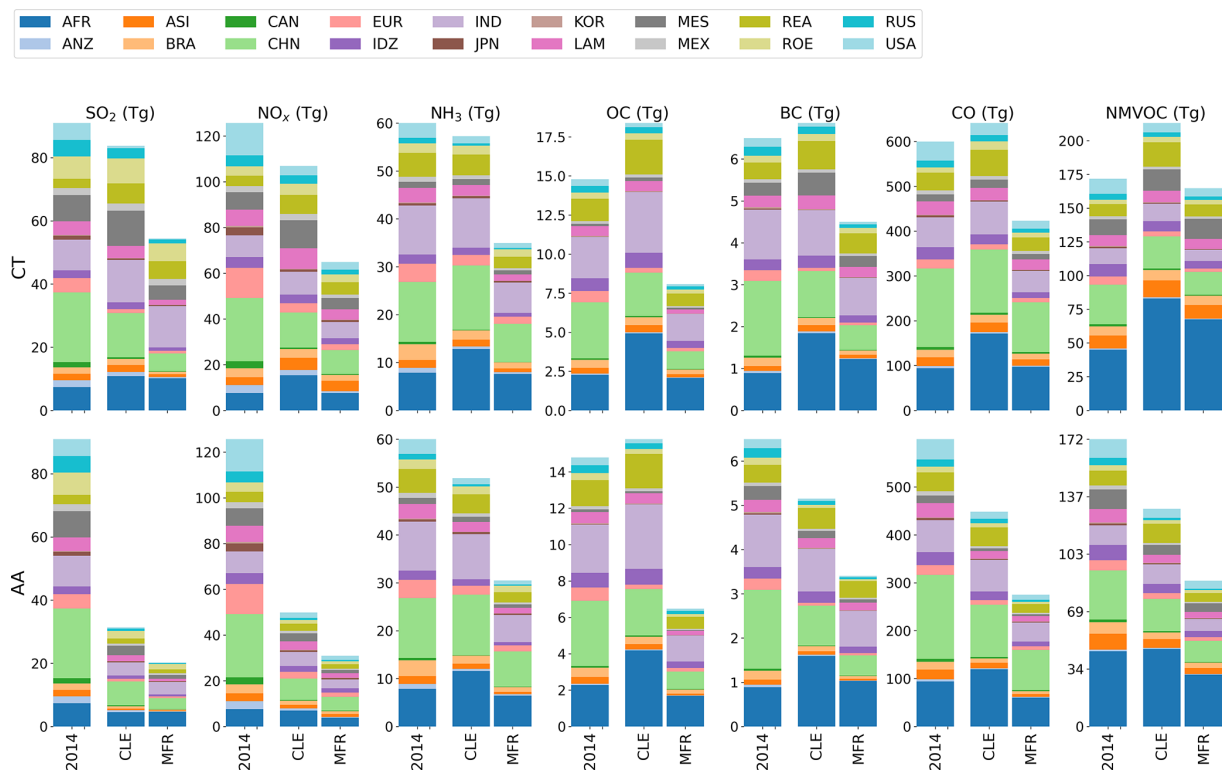 AFR ASI CAN EUR IND KOR MES REA RUS
ANZ BRA CHN IDZ JPN LAM MEX ROE USA
SO2 (Tg) NOx (Tg) NH3 (Tg) OC (Tg) BC (Tg) CO (Tg) NMVOC (Tg)
CT
0 20 40 60 80
0 20 40 60 80 100 120
0 10 20 30 40 50 60
0.0 2.5 5.0 7.5 10.0 12.5 15.0 17.5
0 1 2 3 4 5 6
0 100 200 300 400 500 600
0 25 50 75 100 125 150 175 200
AA
0 20 40 60 80
0 20 40 60 80 100 120
0 10 20 30 40 50 60
0 2 4 6 8 10 12 14
0 1 2 3 4 5 6
0 100 200 300 400 500
0 34 69 103 137 172
2014 CLE MFR 2014 CLE MFR 2014 CLE MFR 2014 CLE MFR 2014 CLE MFR 2014 CLE MFR 2014 CLE MFR